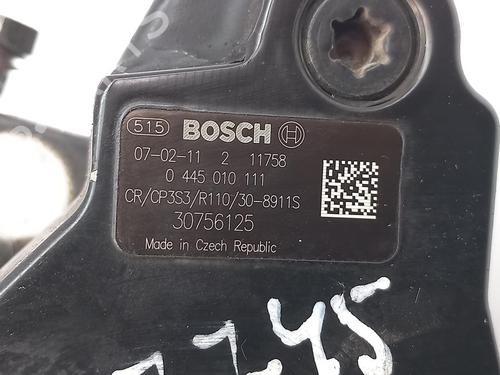 515 BOSCH
07-02-11 2 11758
0 445 010 111
CR/CP3S3/R110/30-8911S
30756125
Made in Czech Republic